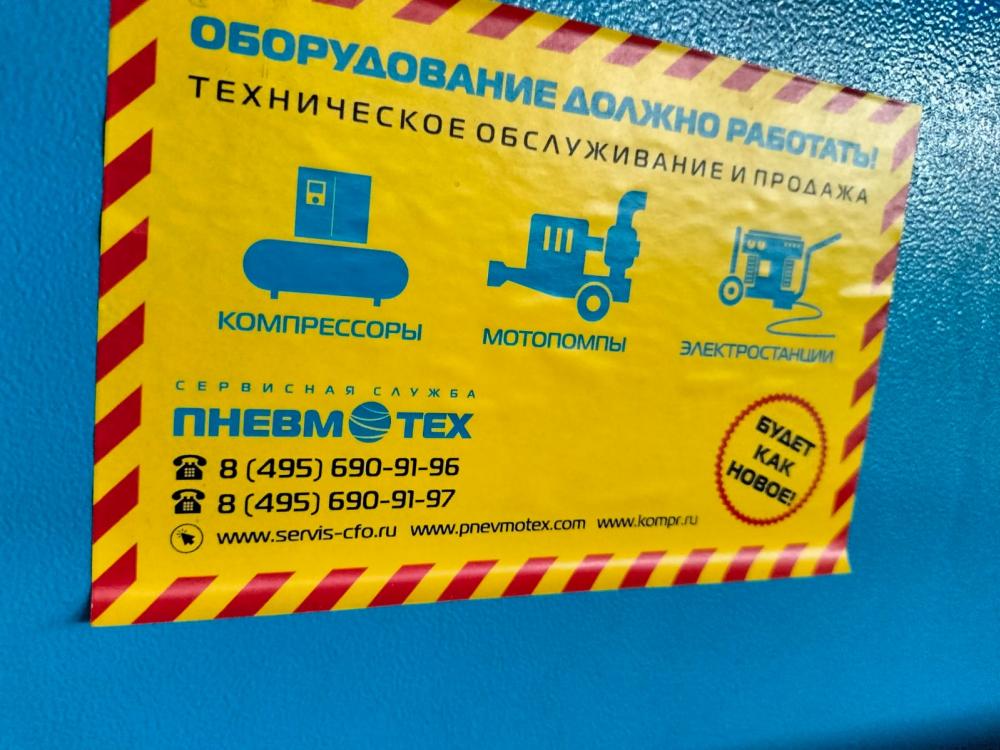 ОБОРУДОВАНИЕ ДОЛЖНО РАБОТАТЬ!
ТЕХНИЧЕСКОЕ ОБСЛУЖИВАНИЕ И ПРОДАЖА
КОМПРЕССОРЫ
МОТОПОМПЫ
ЭЛЕКТРОСТАНЦИИ
СЕРВИСНАЯ СЛУЖБА
ПНЕВМОТЕХ
8 (495) 690-91-96
8 (495) 690-91-97
www.servis-cfo.ru www.pnevmotex.com www.kompr.ru
БУДЕТ
КАК
НОВОЕ!